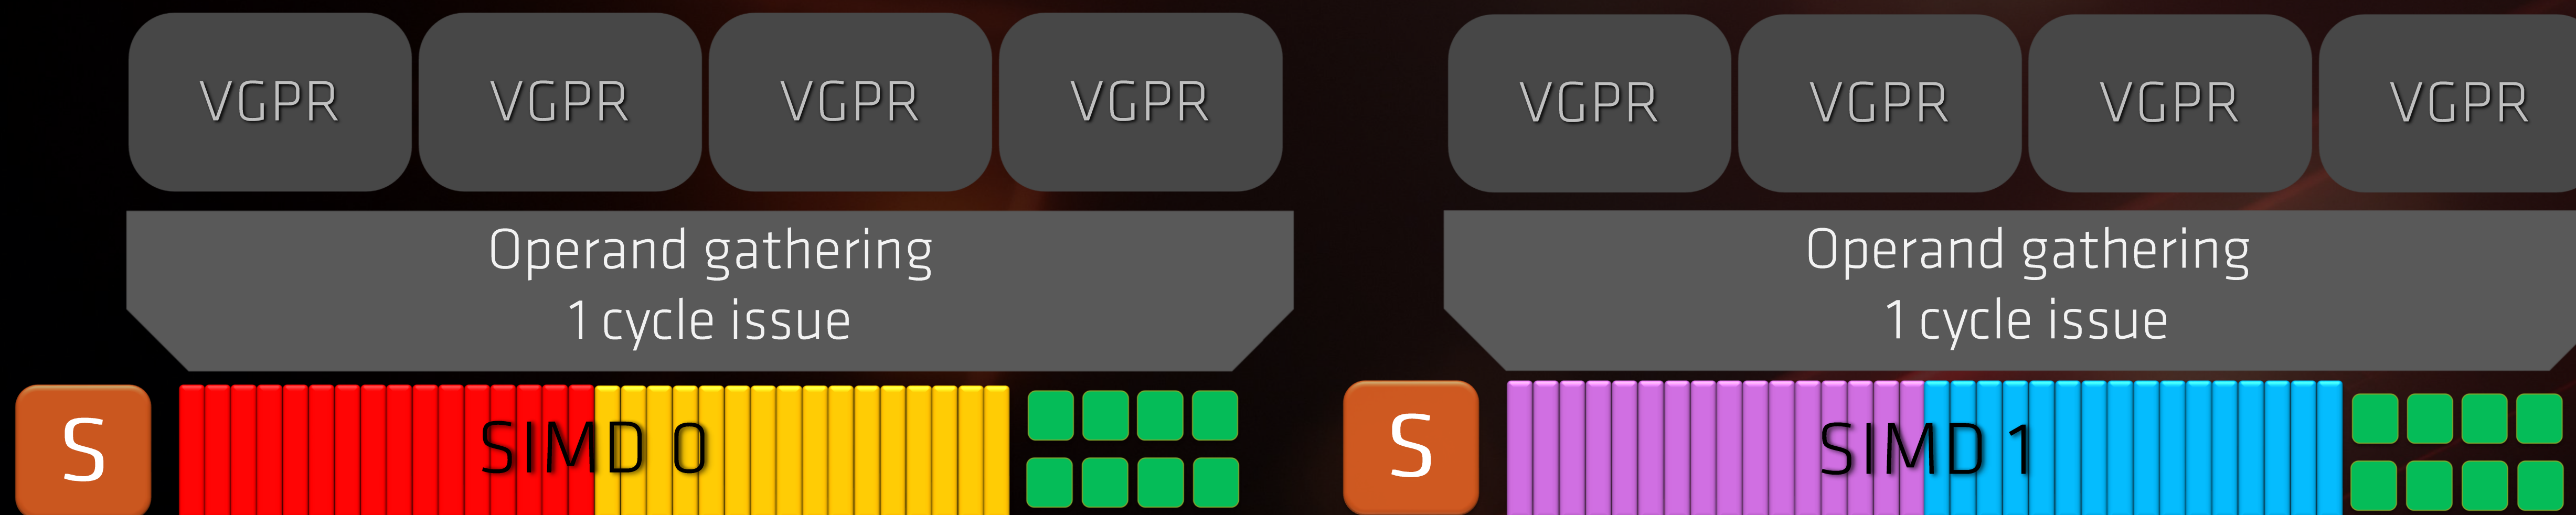 VGPR VGPR VGPR VGPR VGPR VGPR VGPR VGPR
Operand gathering
1 cycle issue
Operand gathering
1 cycle issue
S SIMD 0
S SIMD 1